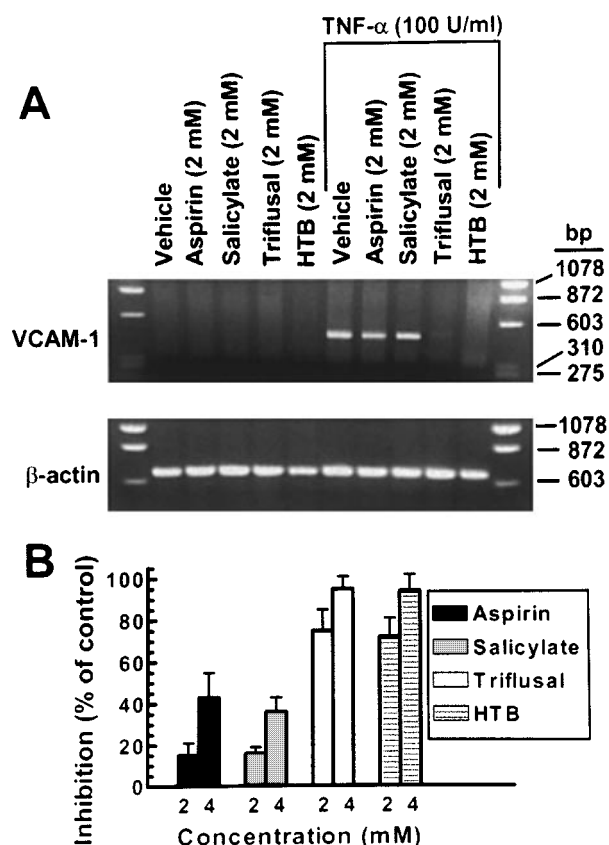 A
TNF-α (100 U/ml)
Vehicle
Aspirin (2 mM)
Salicylate (2 mM)
Triflusal (2 mM)
HTB (2 mM)
Vehicle
Aspirin (2 mM)
Salicylate (2 mM)
Triflusal (2 mM)
HTB (2 mM)
bp
1078
872
603
310
275
VCAM-1
1078
872
603
β-actin
B
Inhibition (% of control)
100
80
60
40
20
0
2 4 2 4 2 4 2 4
Concentration (mM)
Aspirin
Salicylate
Triflusal
HTB